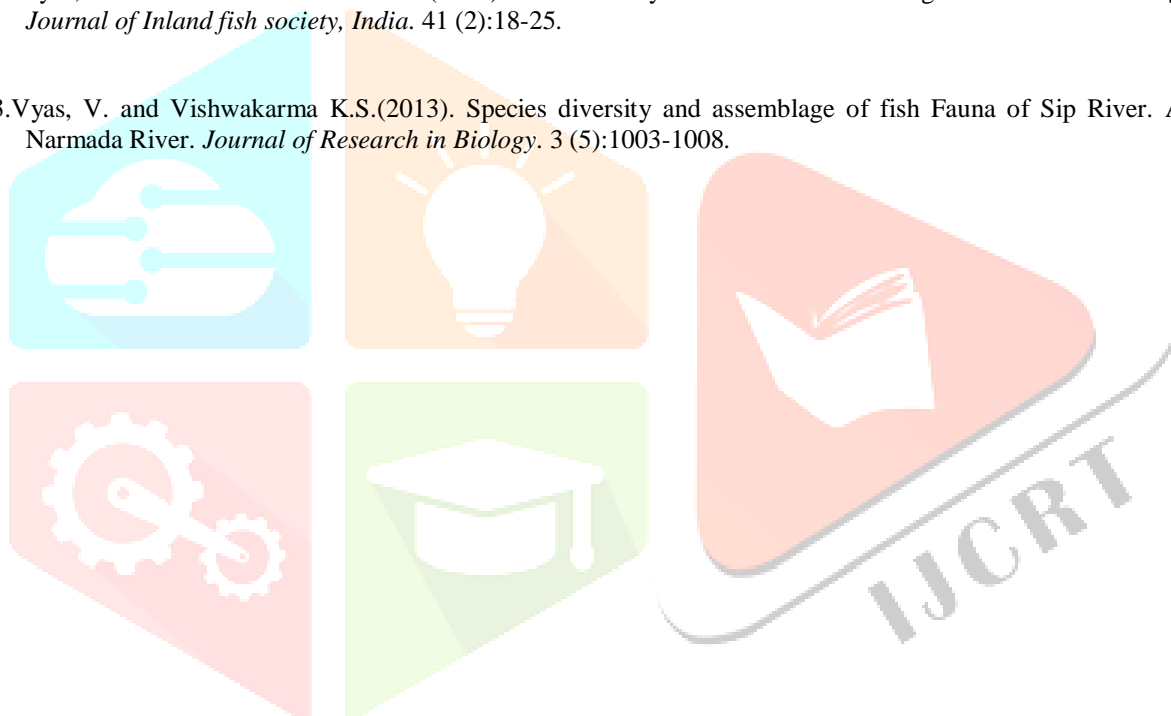 Journal of Inland fish society, India. 41 (2):18-25.
3.Vyas, V. and Vishwakarma K.S.(2013). Species diversity and assemblage of fish Fauna of Sip River. A
Narmada River. Journal of Research in Biology. 3 (5):1003-1008.
IJCRT